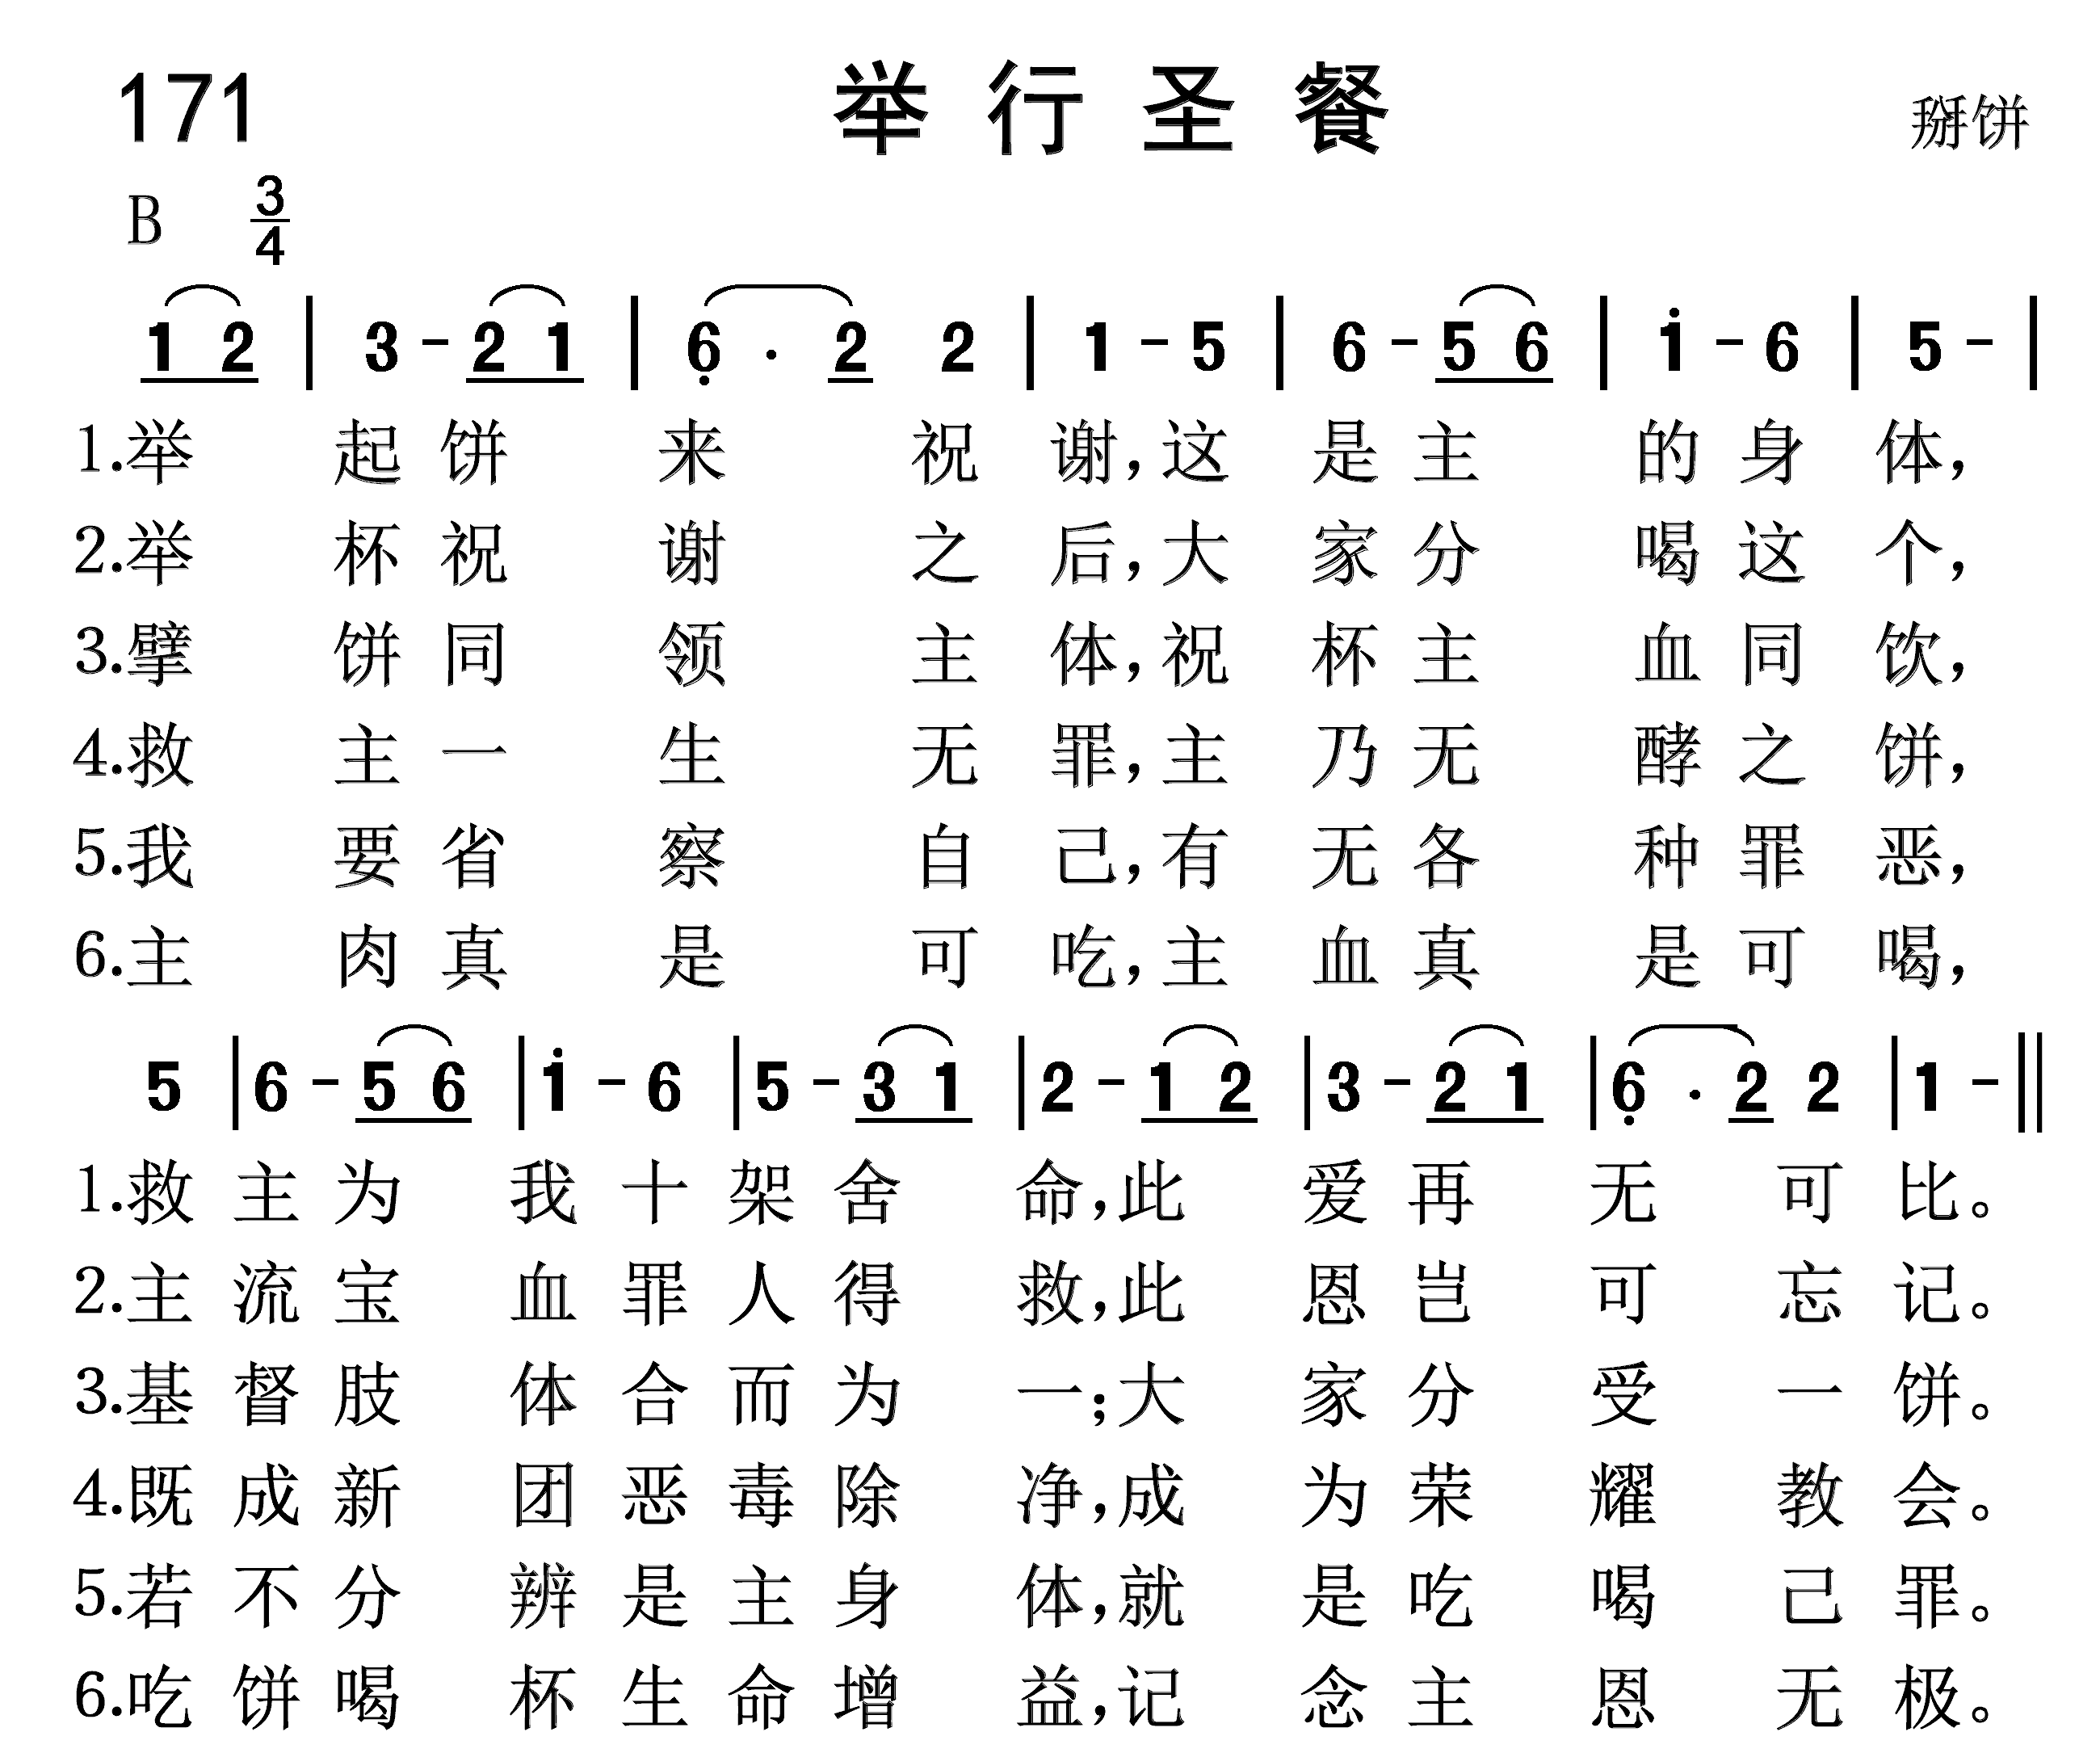 171 举行圣餐 掰饼
B 3/4
1 2 | 3 - 2 1 | 6̣ · 2 2 | 1 - 5 | 6 - 5 6 | 1̇ - 6 | 5 - |
1.举起饼来祝谢，这是主的身体，
2.举杯祝谢之后，大家分喝这个，
3.擘饼同领主体，祝杯主血同饮，
4.救主一生无罪，主乃无酵之饼，
5.我要省察自己，有无各种罪恶，
6.主肉真是可吃，主血真是可喝，
5 | 6 - 5 6 | 1̇ - 6 | 5 - 3 1 | 2 - 1 2 | 3 - 2 1 | 6̣ · 2 2 | 1 - ||
1.救主为我十架舍命，此爱再无可比。
2.主流宝血罪人得救，此恩岂可忘记。
3.基督肢体合而为一；大家分受一饼。
4.既成新团恶毒除净，成为荣耀教会。
5.若不分辨是主身体，就是吃喝己罪。
6.吃饼喝杯生命增益，记念主恩无极。